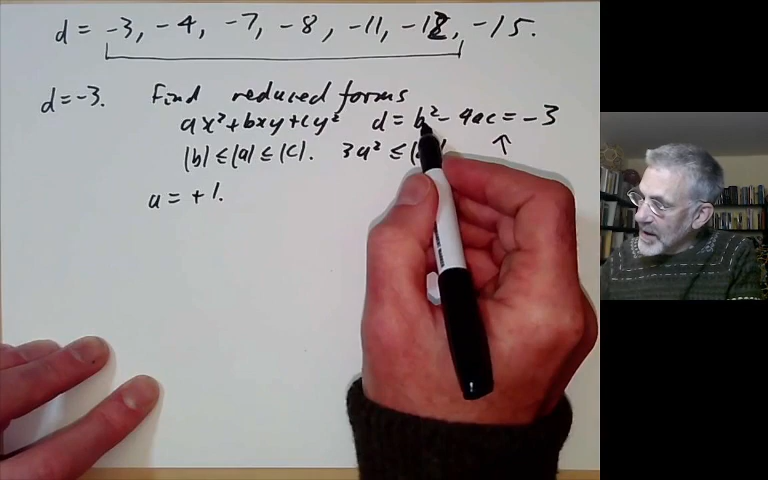 d = -3, -4, -7, -8, -11, -12, -15.
d=-3. Find reduced forms
ax²+bxy+cy² d = b²- 4ac = -3
|b| ≤ |a| ≤ |c|. 3a² ≤ ↑
a = +1.